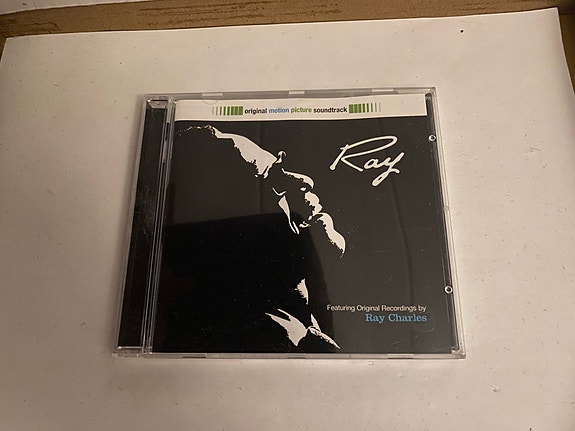 original motion picture soundtrack
Ray
Featuring Original Recordings by
Ray Charles